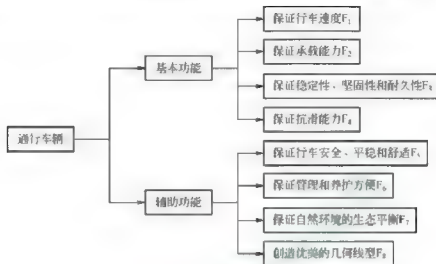 通行车辆
基本功能
保证行车速度F₁
保证承载能力F₂
保证稳定性、坚固性和耐久性F₃
保证抗滑能力F₄
辅助功能
保证行车安全、平稳和舒适F₅
保证管理和养护方便F₆
保证自然环境的生态平衡F₇
创造优美的几何线型F₈